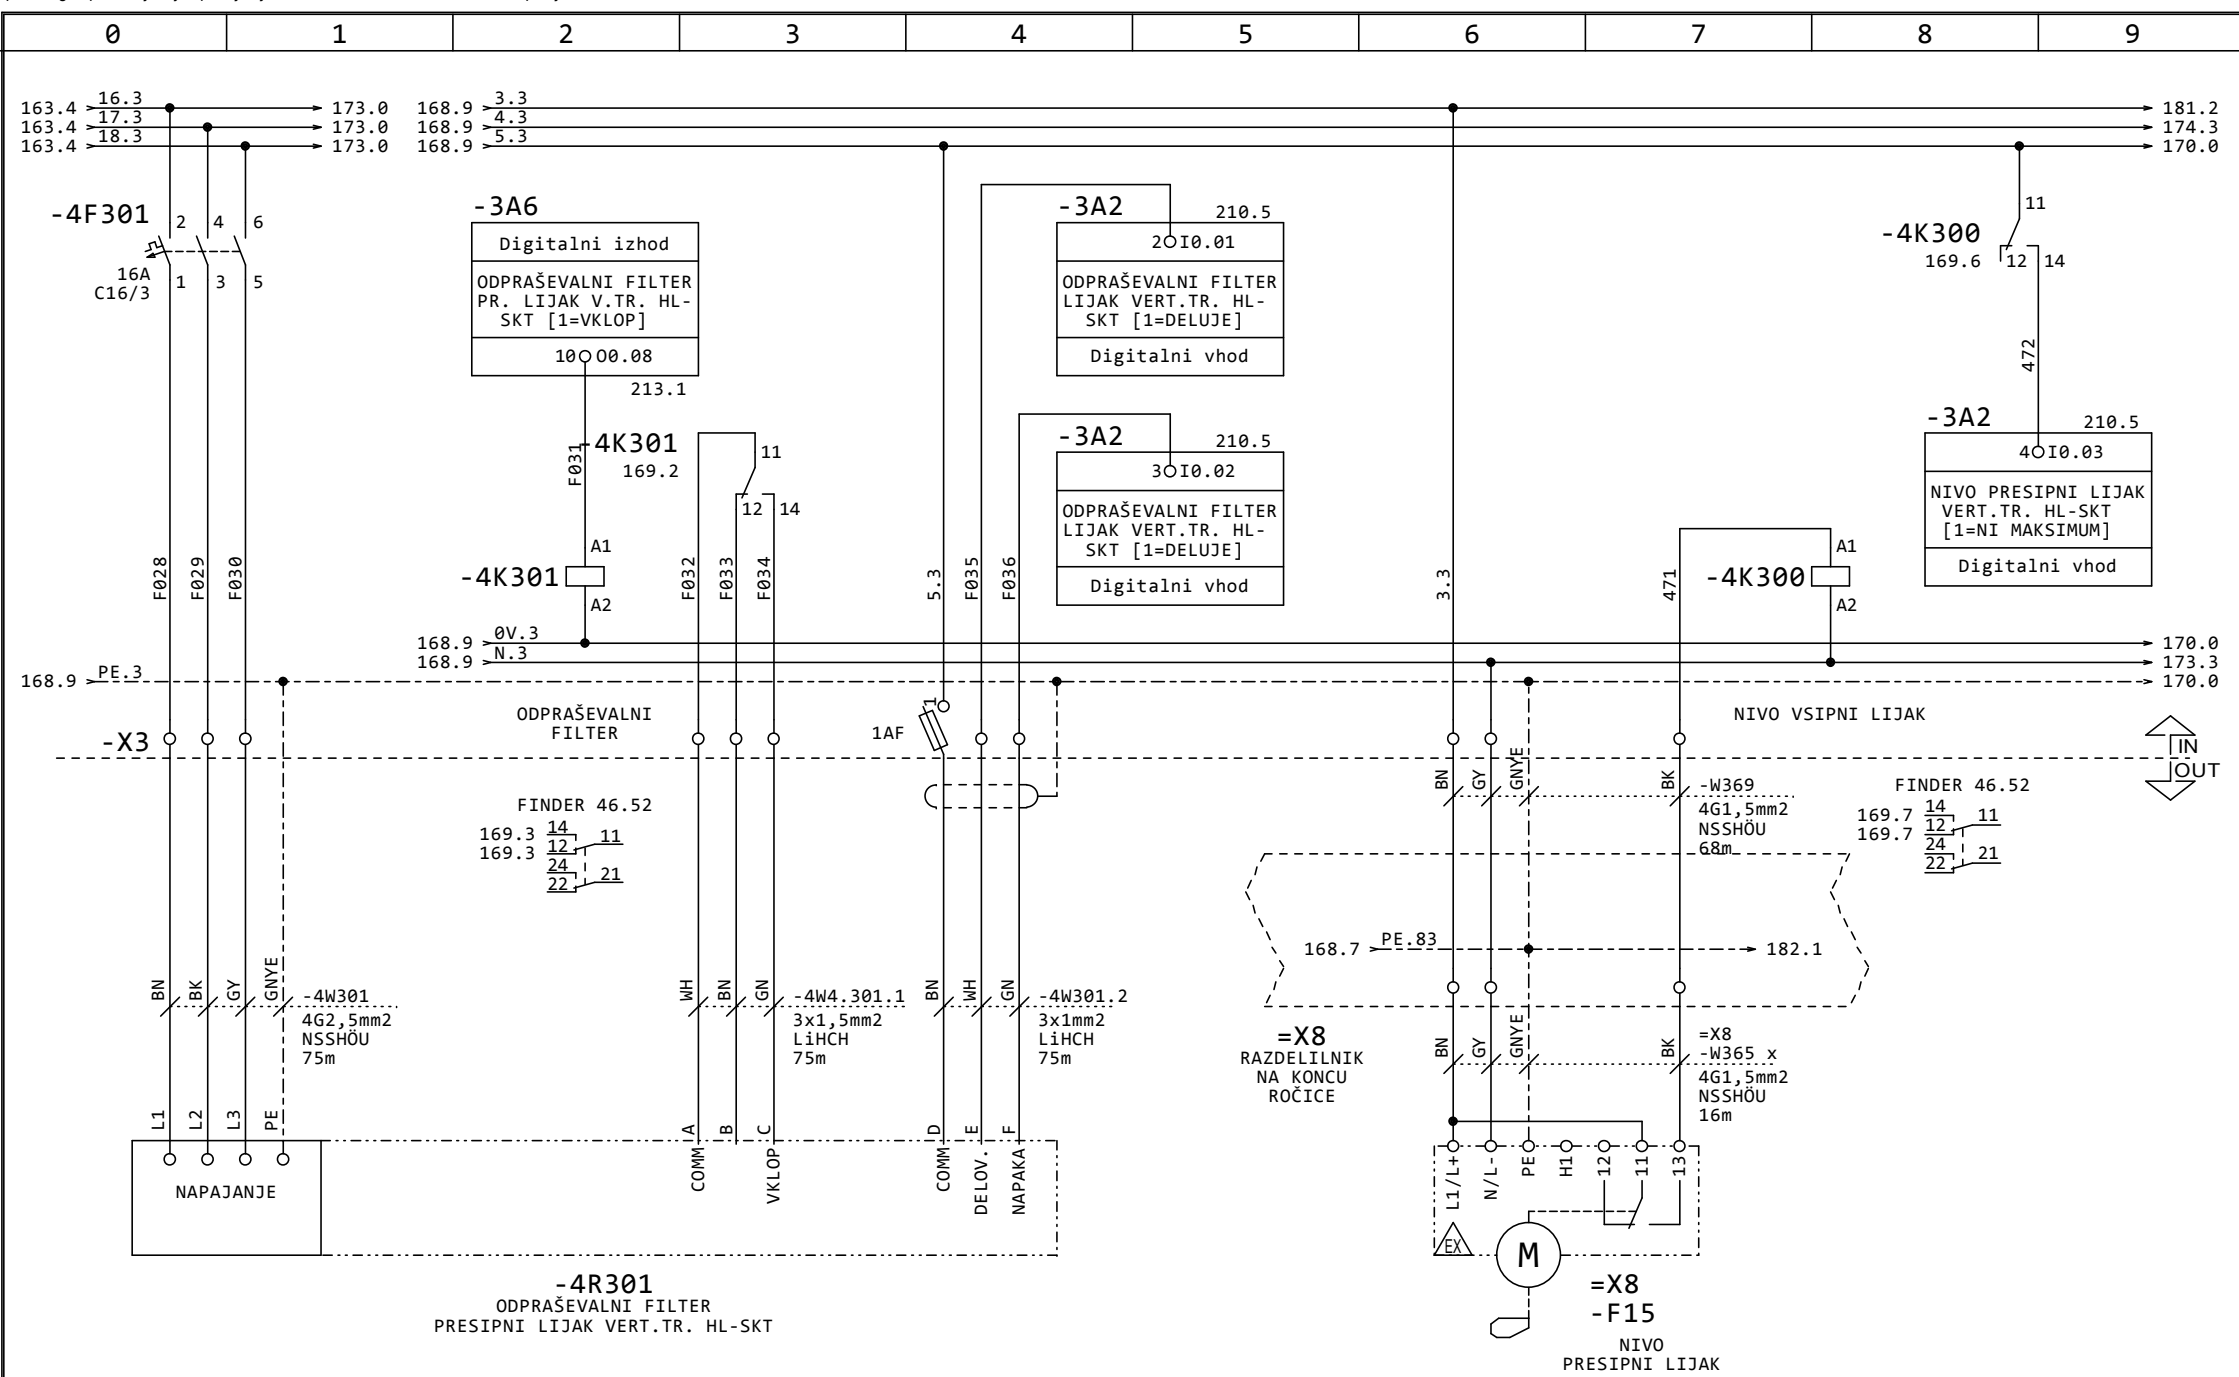 0 1 2 3 4 5 6 7 8 9
163.4 16.3 173.0
163.4 17.3 173.0
163.4 18.3 173.0
168.9 3.3 181.2
168.9 4.3 174.3
168.9 5.3 170.0
-4F301
2 4 6
1 3 5
16A
C16/3
-3A6
Digitalni izhod
ODPRAŠEVALNI FILTER
PR. LIJAK V.TR. HL-
SKT [1=VKLOP]
10 O0.08
213.1
F031
-4K301
169.2
11
12 14
-4K301
A1
A2
-3A2
210.5
2 I0.01
ODPRAŠEVALNI FILTER
LIJAK VERT.TR. HL-
SKT [1=DELUJE]
Digitalni vhod
-3A2
210.5
3 I0.02
ODPRAŠEVALNI FILTER
LIJAK VERT.TR. HL-
SKT [1=DELUJE]
Digitalni vhod
-4K300
169.6
11
12 14
472
-3A2
210.5
4 I0.03
NIVO PRESIPNI LIJAK
VERT.TR. HL-SKT
[1=NI MAKSIMUM]
Digitalni vhod
-4K300
A1
A2
F028 F029 F030 F032 F033 F034 5.3 F035 F036 3.3 471
168.9 0V.3 170.0
168.9 N.3 173.3
168.9 PE.3 170.0
-X3
ODPRAŠEVALNI
FILTER
1AF
1
NIVO VSIPNI LIJAK
IN
OUT
FINDER 46.52
169.3 14 11
169.3 12
24
22 21
BN GY GNYE BK
-W369
4G1,5mm2
NSSHÖU
68m
FINDER 46.52
169.7 14 11
169.7 12
24
22 21
168.7 PE.83 182.1
BN BK GY GNYE
-4W301
4G2,5mm2
NSSHÖU
75m
WH BN GN
-4W4.301.1
3x1,5mm2
LiHCH
75m
BN WH GN
-4W301.2
3x1mm2
LiHCH
75m
=X8
RAZDELILNIK
NA KONCU
ROČICE
BN GY GNYE BK
=X8
-W365 x
4G1,5mm2
NSSHÖU
16m
L1 L2 L3 PE
A B C D E F
NAPAJANJE
COMM
VKLOP
COMM
DELOV.
NAPAKA
L1/L+ N/L- PE H1 12 11 13
EX
M
-4R301
ODPRAŠEVALNI FILTER
PRESIPNI LIJAK VERT.TR. HL-SKT
=X8
-F15
NIVO
PRESIPNI LIJAK